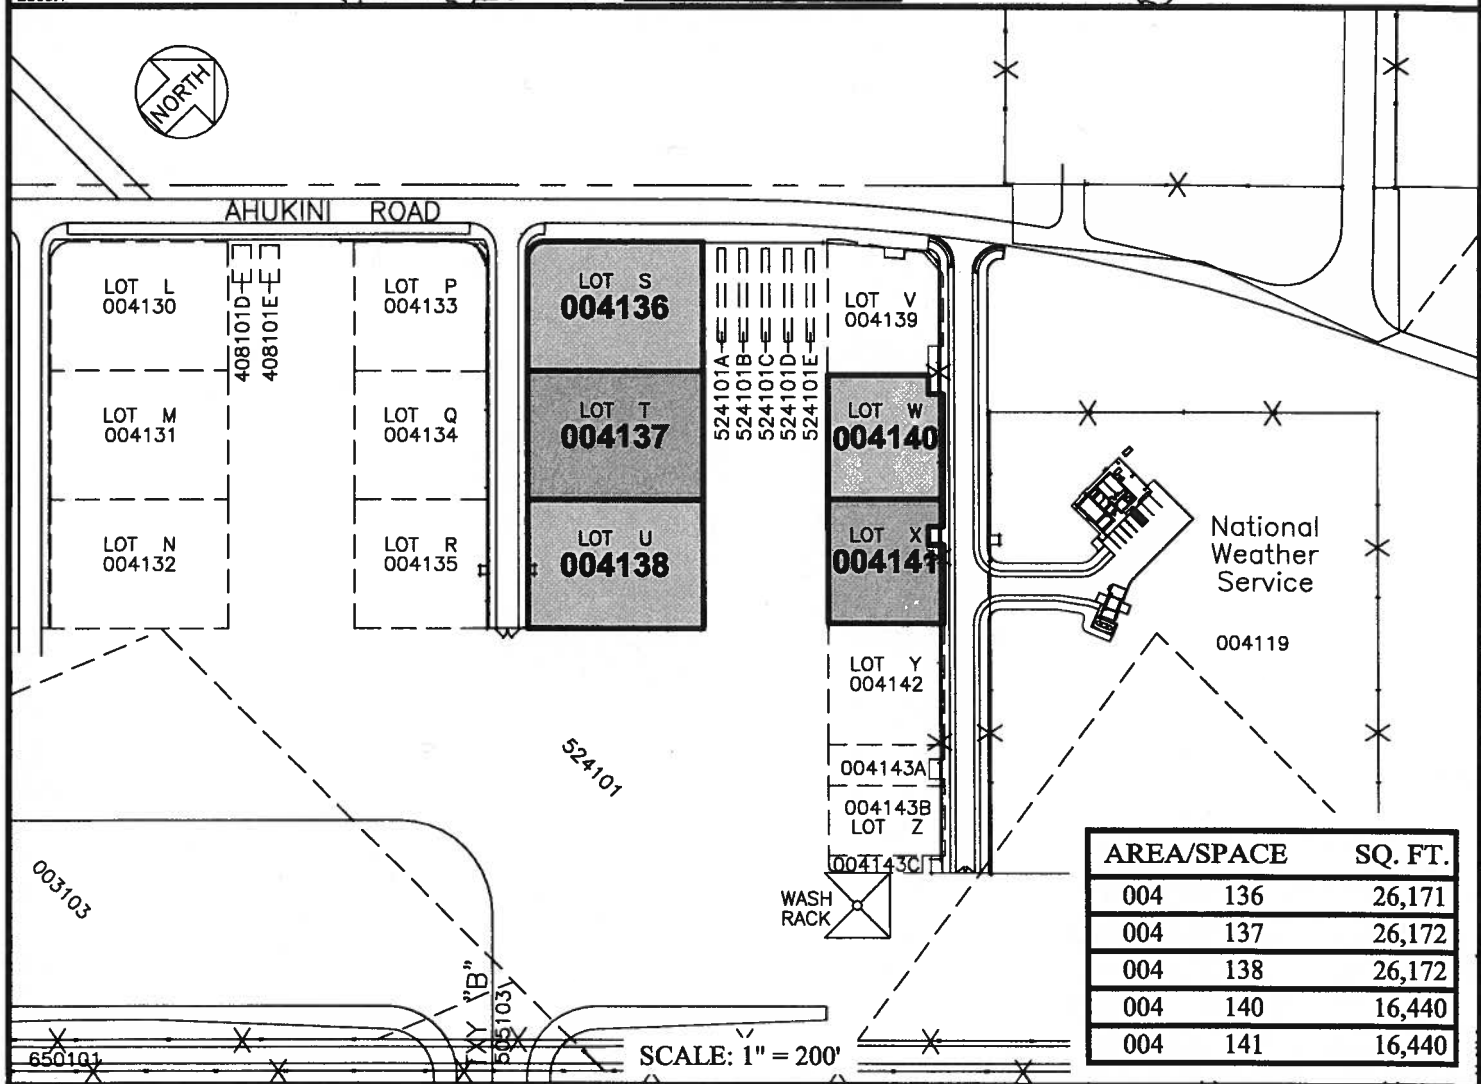 NORTH
AHUKINI ROAD
LOT L
004130
408101D
408101E
LOT P
004133
LOT S
004136
524101A
524101B
524101C
524101D
524101E
LOT V
004139
LOT M
004131
LOT Q
004134
LOT T
004137
LOT W
004140
LOT N
004132
LOT R
004135
LOT U
004138
LOT X
004141
National
Weather
Service
004119
LOT Y
004142
524101
004143A
004143B
LOT Z
004143C
003103
WASH
RACK
AREA/SPACE SQ. FT.
004 136 26,171
004 137 26,172
004 138 26,172
004 140 16,440
004 141 16,440
TXY "B"
505103
650101
SCALE: 1" = 200'